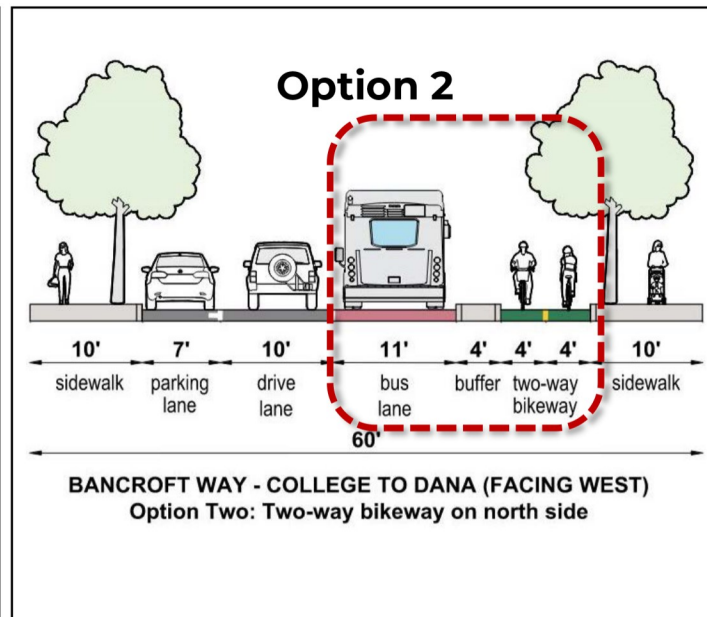 Option 2
10' 7' 10' 11' 4' 4' 4' 10'
sidewalk parking lane drive lane bus lane buffer two-way bikeway sidewalk
60'
BANCROFT WAY - COLLEGE TO DANA (FACING WEST)
Option Two: Two-way bikeway on north side